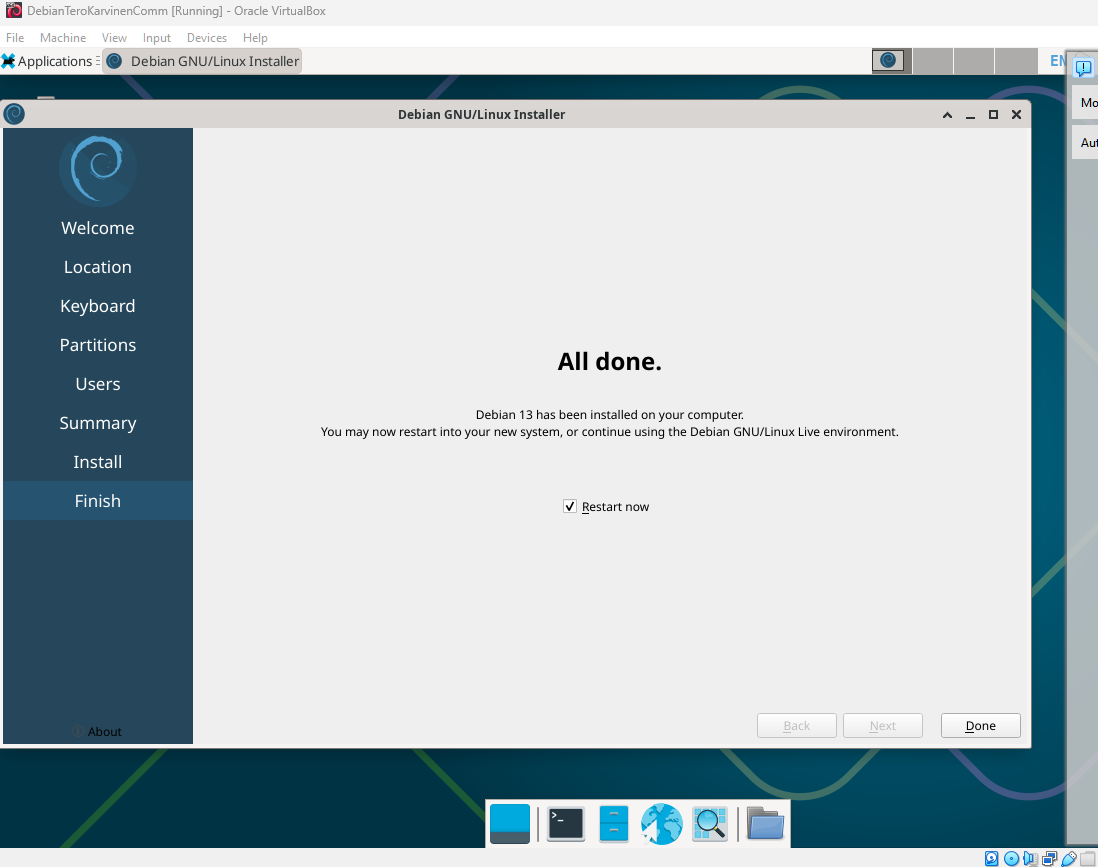 DebianTeroKarvinenComm [Running] - Oracle VirtualBox
File Machine View Input Devices Help
Applications Debian GNU/Linux Installer
Debian GNU/Linux Installer
Welcome
Location
Keyboard
Partitions
Users
Summary
Install
Finish
About
All done.
Debian 13 has been installed on your computer.
You may now restart into your new system, or continue using the Debian GNU/Linux Live environment.
Restart now
Back Next Done